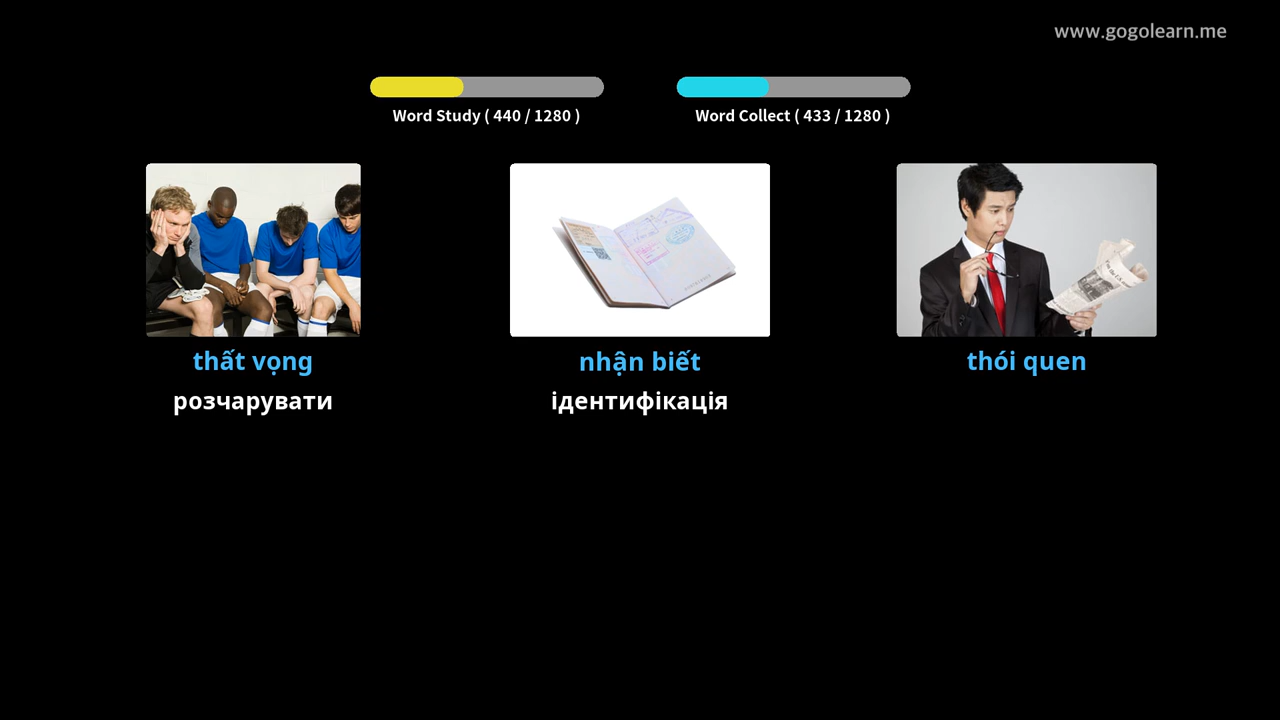 www.gogolearn.me
Word Study ( 440 / 1280 )
Word Collect ( 433 / 1280 )
thất vọng
nhận biết
thói quen
розчарувати
ідентифікація